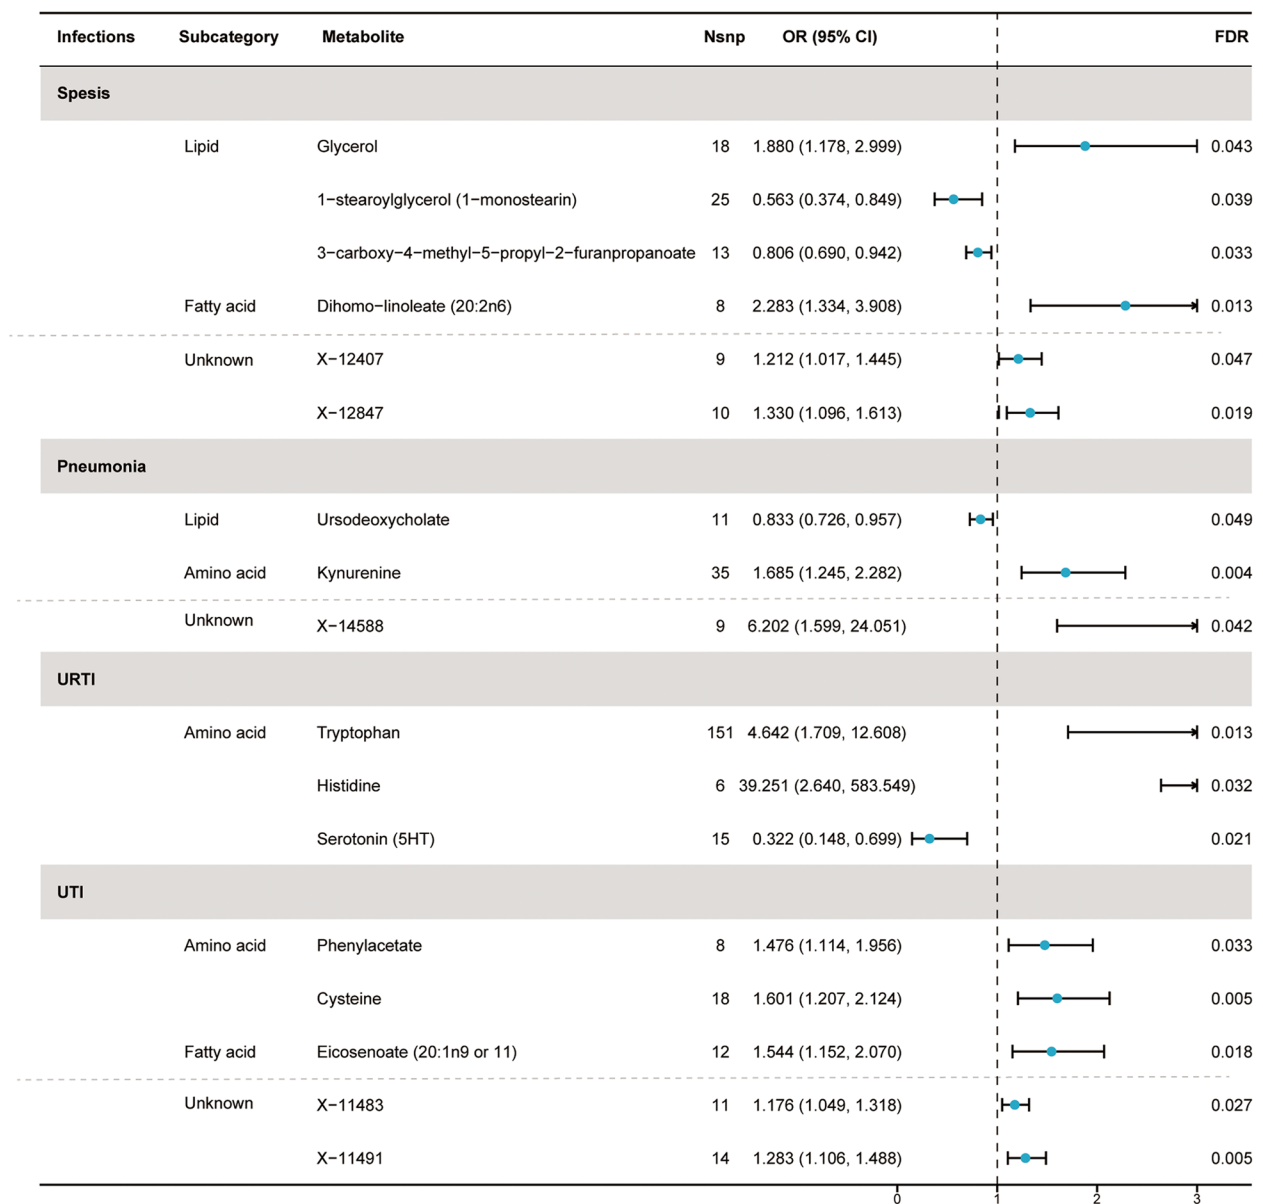 Infections Subcategory Metabolite Nsnp OR (95% CI) FDR
Spesis
Lipid Glycerol 18 1.880 (1.178, 2.999) 0.043
1−stearoylglycerol (1−monostearin) 25 0.563 (0.374, 0.849) 0.039
3−carboxy−4−methyl−5−propyl−2−furanpropanoate 13 0.806 (0.690, 0.942) 0.033
Fatty acid Dihomo−linoleate (20:2n6) 8 2.283 (1.334, 3.908) 0.013
Unknown X−12407 9 1.212 (1.017, 1.445) 0.047
X−12847 10 1.330 (1.096, 1.613) 0.019
Pneumonia
Lipid Ursodeoxycholate 11 0.833 (0.726, 0.957) 0.049
Amino acid Kynurenine 35 1.685 (1.245, 2.282) 0.004
Unknown X−14588 9 6.202 (1.599, 24.051) 0.042
URTI
Amino acid Tryptophan 151 4.642 (1.709, 12.608) 0.013
Histidine 6 39.251 (2.640, 583.549) 0.032
Serotonin (5HT) 15 0.322 (0.148, 0.699) 0.021
UTI
Amino acid Phenylacetate 8 1.476 (1.114, 1.956) 0.033
Cysteine 18 1.601 (1.207, 2.124) 0.005
Fatty acid Eicosenoate (20:1n9 or 11) 12 1.544 (1.152, 2.070) 0.018
Unknown X−11483 11 1.176 (1.049, 1.318) 0.027
X−11491 14 1.283 (1.106, 1.488) 0.005
0 1 2 3